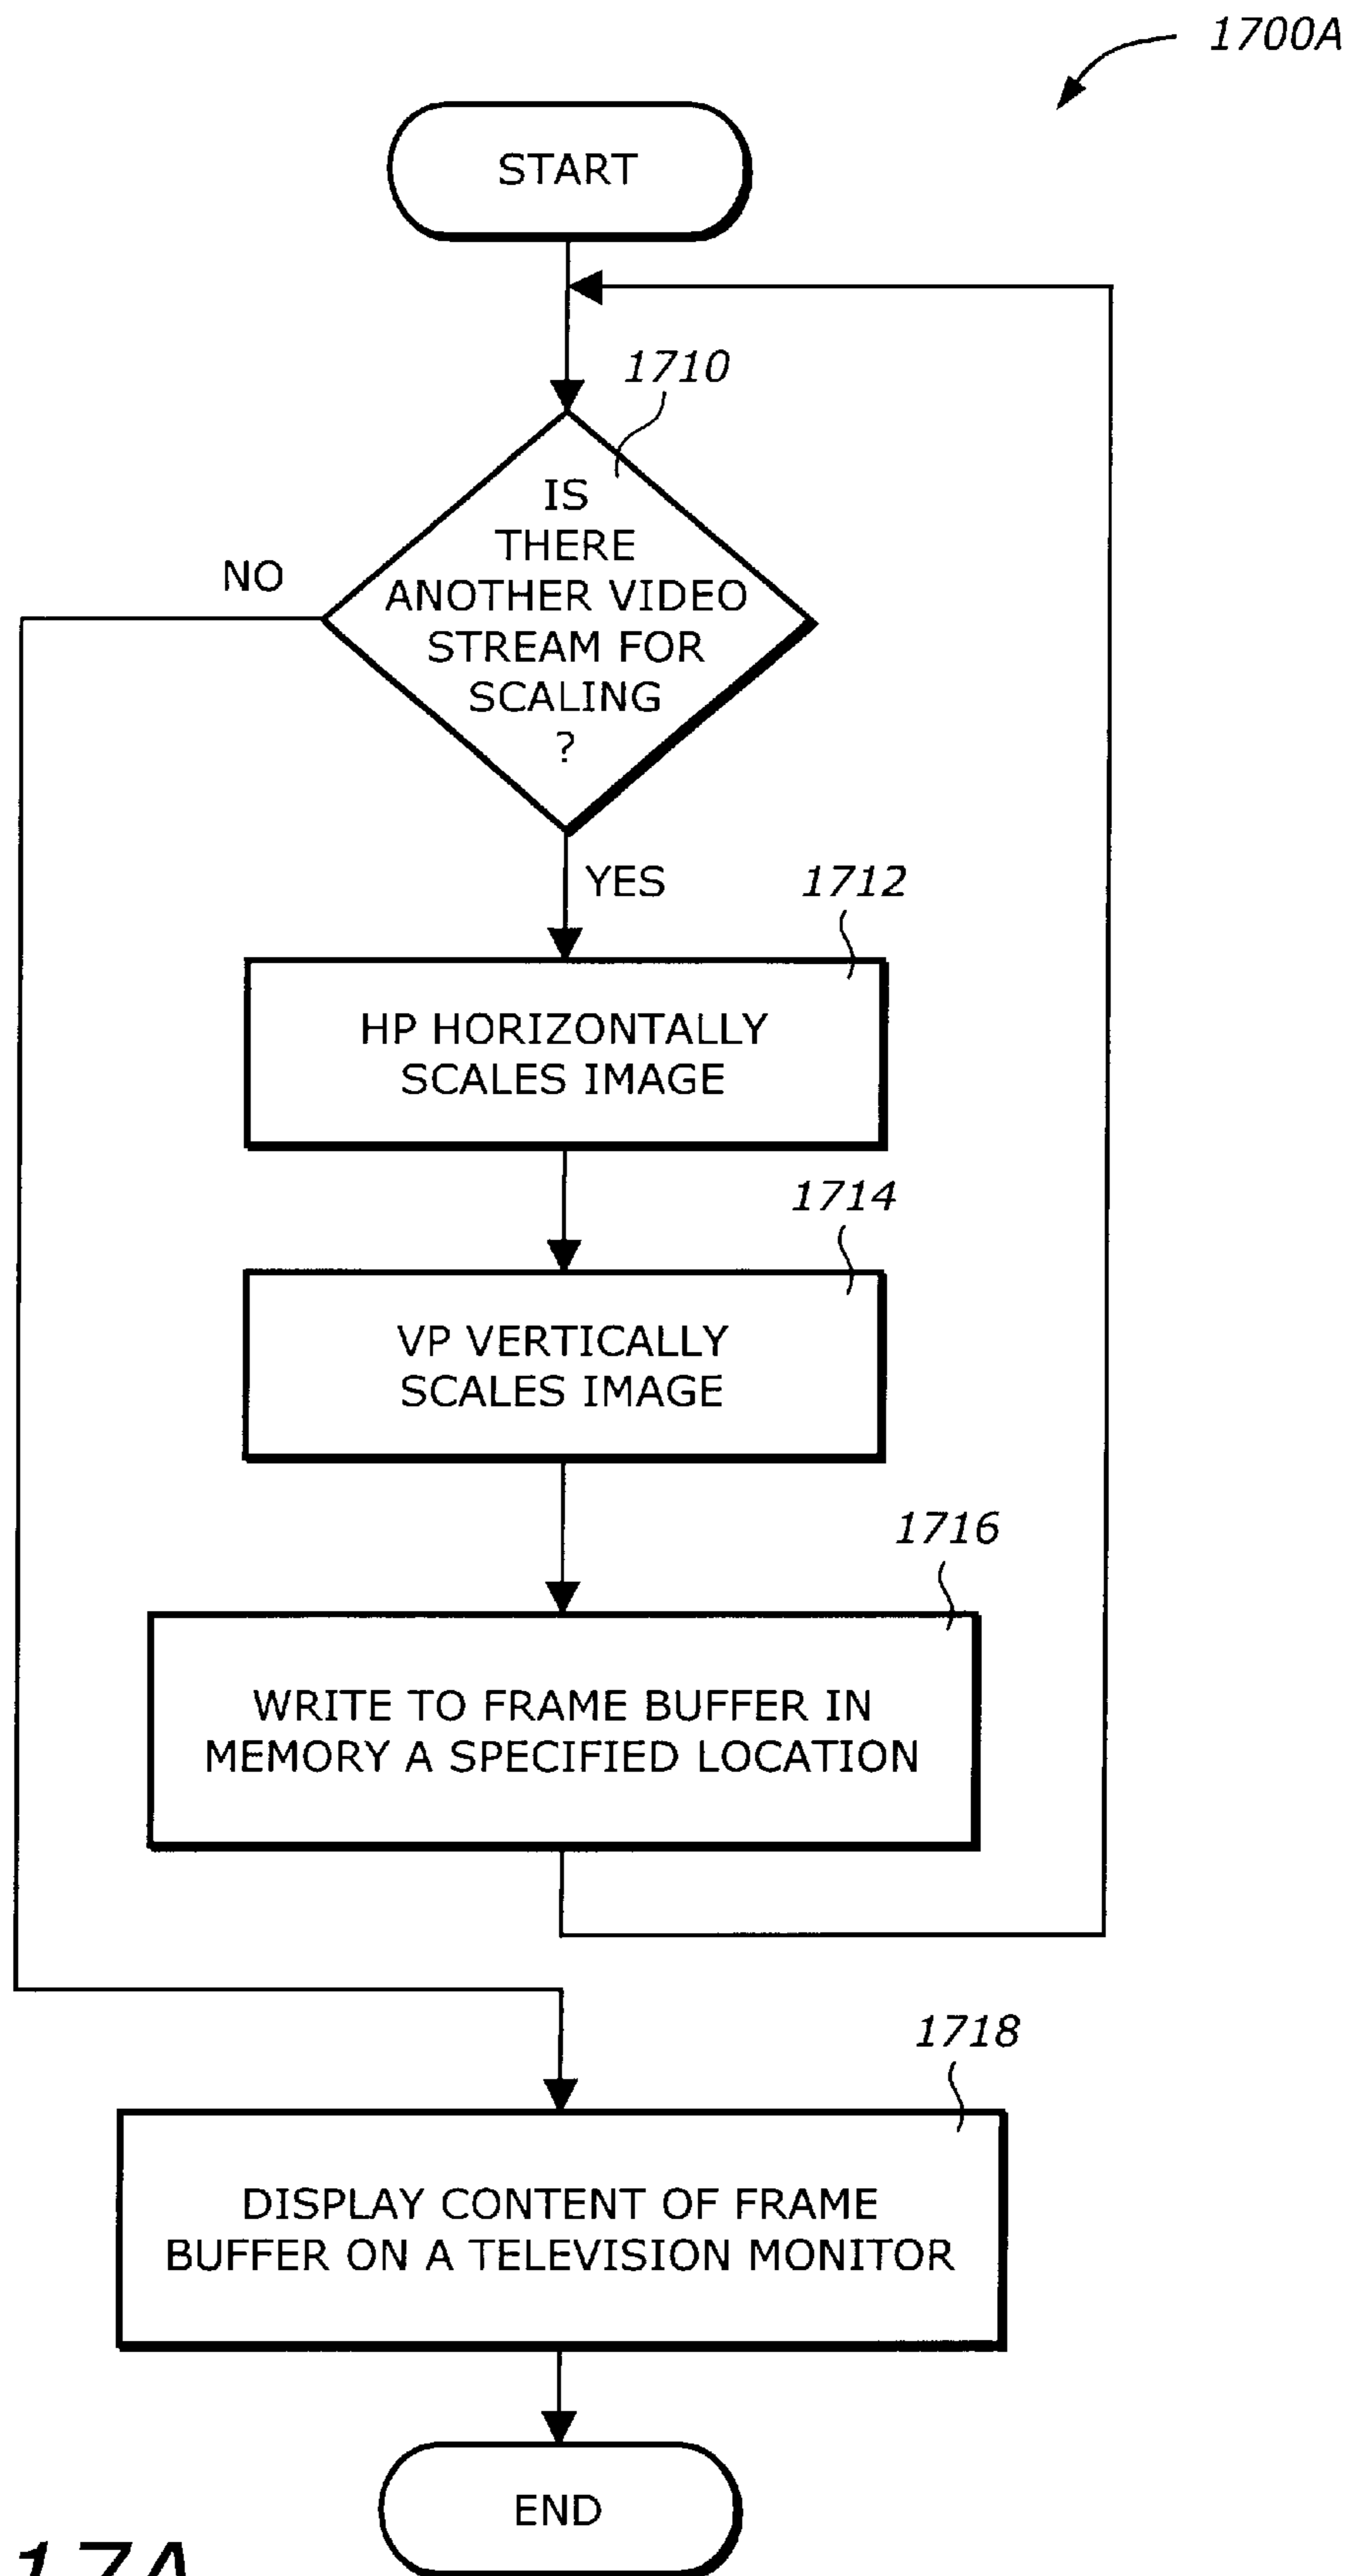 1700A
START
1710
IS
THERE
ANOTHER VIDEO
STREAM FOR
SCALING
?
NO
YES
1712
HP HORIZONTALLY
SCALES IMAGE
1714
VP VERTICALLY
SCALES IMAGE
1716
WRITE TO FRAME BUFFER IN
MEMORY A SPECIFIED LOCATION
1718
DISPLAY CONTENT OF FRAME
BUFFER ON A TELEVISION MONITOR
END
17A